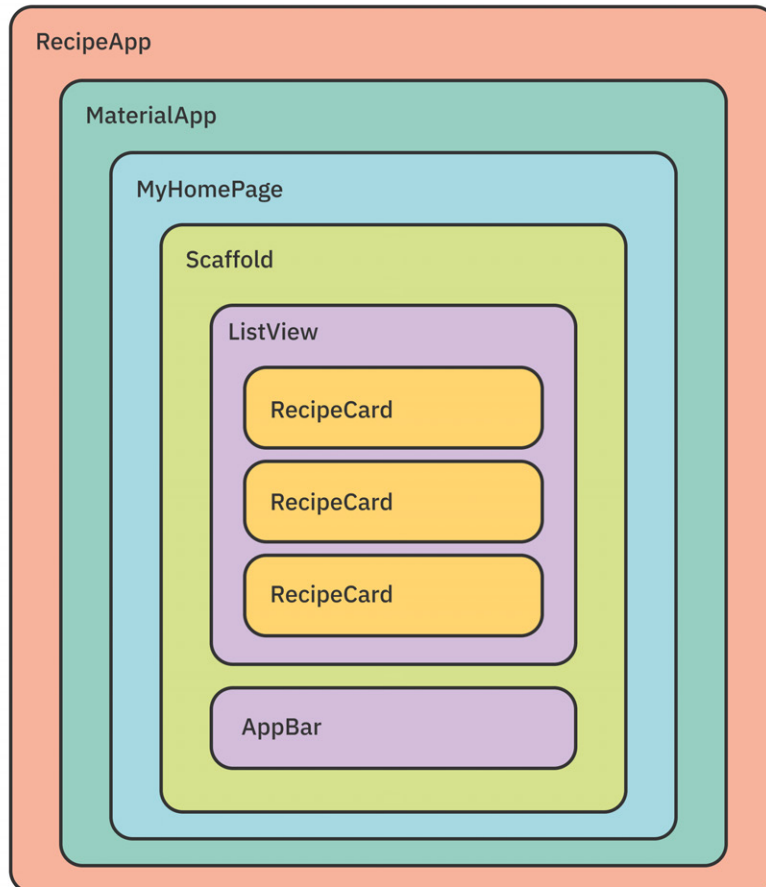 RecipeApp
MaterialApp
MyHomePage
Scaffold
ListView
RecipeCard
RecipeCard
RecipeCard
AppBar